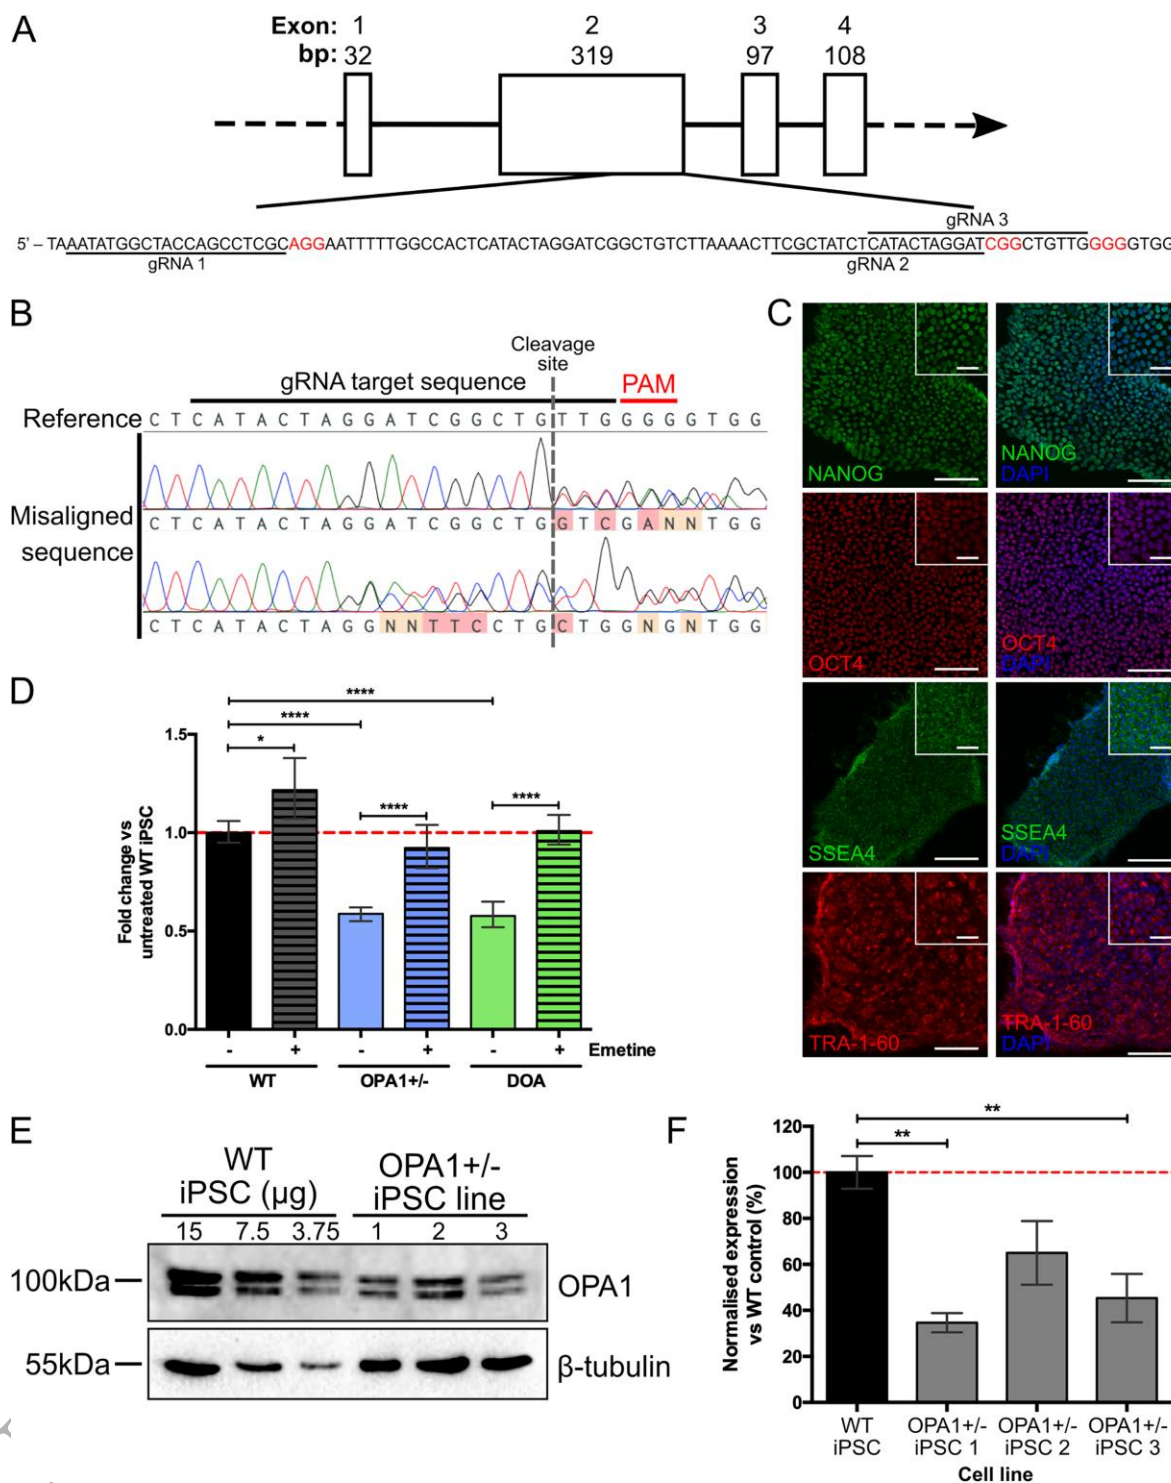 A
Exon: 1 2 3 4
bp: 32 319 97 108
gRNA 3
5' – TAAATATGGCTACCAGCCTCGCAGGAATTTTTGGCCACTCATACTAGGATCGGCTGTCTTAAAACTTCGCTATCTCATACTAGGATCGGCTGTTGGGGGTGG
gRNA 1
gRNA 2
B
Cleavage
site
gRNA target sequence
PAM
Reference
C T C A T A C T A G G A T C G G C T G T T G G G G G T G G
Misaligned
sequence
C T C A T A C T A G G A T C G G C T G G T C G A N N T G G
C T C A T A C T A G G N N T T C C T G C T G G N G N T G G
C
NANOG
NANOG
DAPI
OCT4
OCT4
DAPI
SSEA4
SSEA4
DAPI
TRA-1-60
TRA-1-60
DAPI
D
****
****
*
****
****
Fold change vs
untreated WT iPSC
1.5
1.0
0.5
0.0
- + - + - + Emetine
WT OPA1+/- DOA
E
WT
iPSC (µg)
OPA1+/-
iPSC line
15 7.5 3.75 1 2 3
100kDa
OPA1
55kDa
β-tubulin
F
**
**
Normalised expression
vs WT control (%)
120
100
80
60
40
20
0
WT
iPSC
OPA1+/-
iPSC 1
OPA1+/-
iPSC 2
OPA1+/-
iPSC 3
Cell line